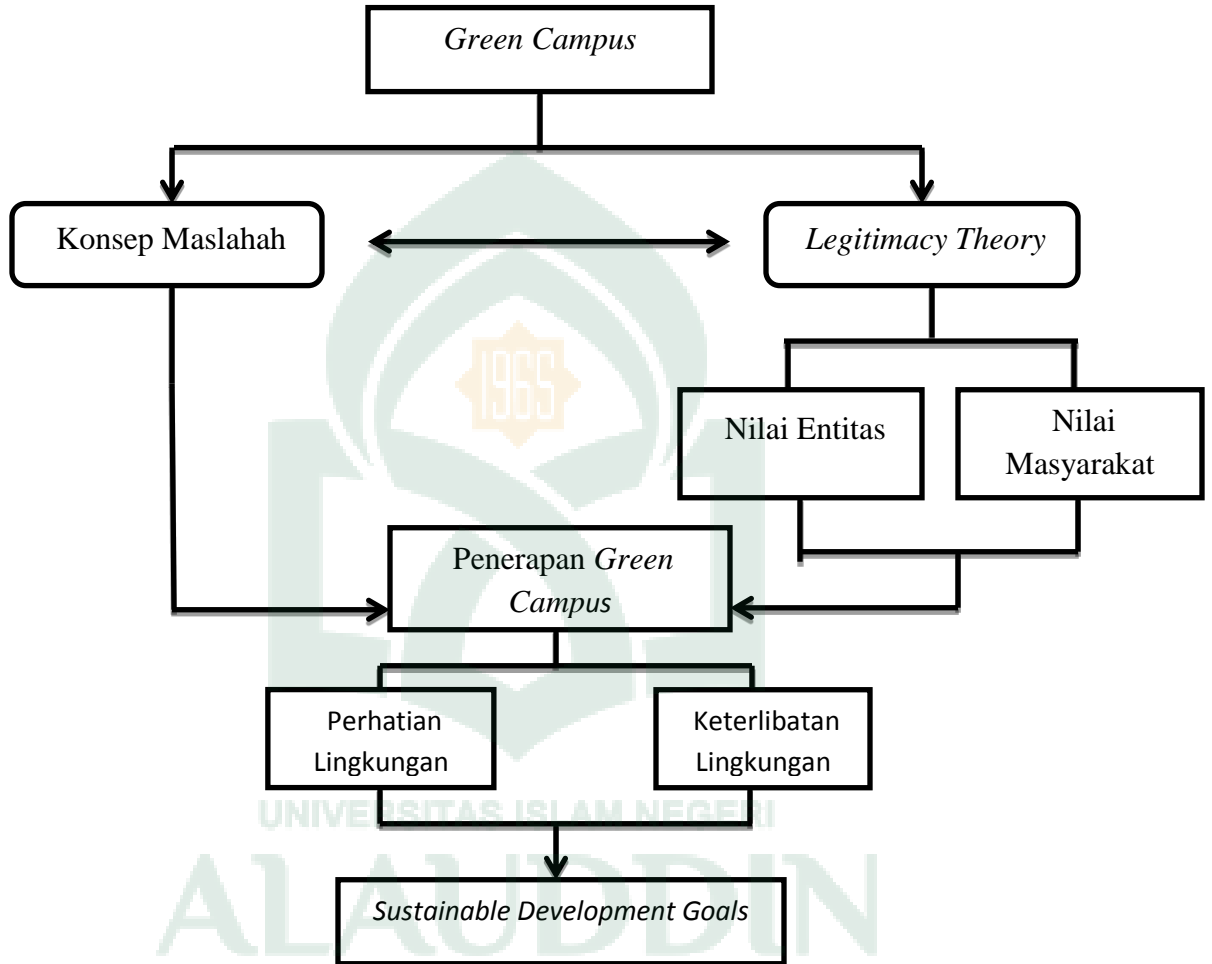 Green Campus
Konsep Maslahah
Legitimacy Theory
1965
Nilai Entitas
Nilai
Masyarakat
Penerapan Green
Campus
Perhatian
Lingkungan
Keterlibatan
Lingkungan
UNIVERSITAS ISLAM NEGERI
ALAUDDIN
Sustainable Development Goals